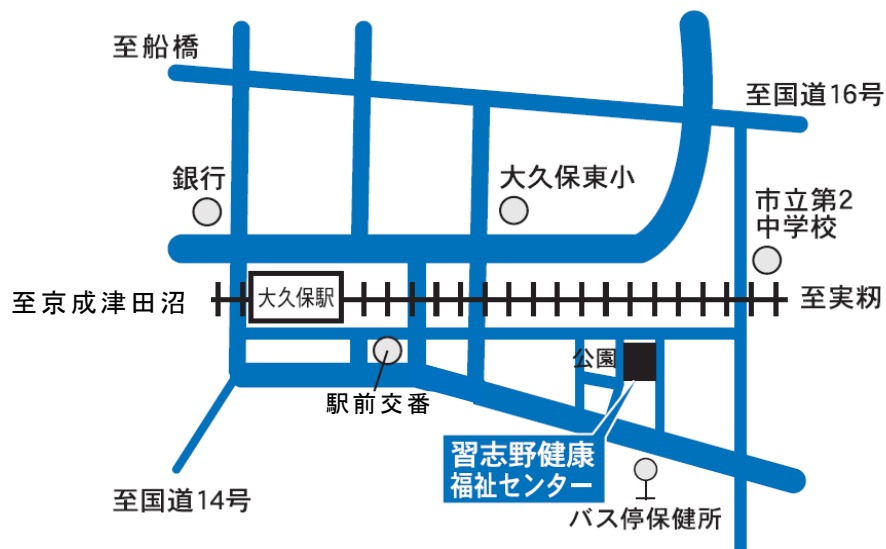 至船橋
至国道16号
銀行
大久保東小
市立第2
中学校
至京成津田沼
大久保駅
至実籾
公園
駅前交番
習志野健康
福祉センター
至国道14号
バス停保健所